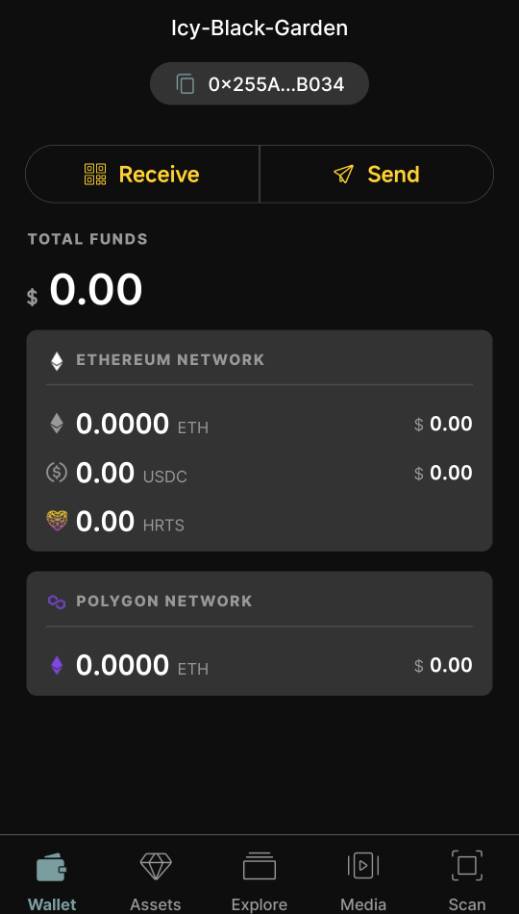 Icy-Black-Garden
0×255A...B034
Receive
Send
TOTAL FUNDS
$ 0.00
ETHEREUM NETWORK
0.0000 ETH $ 0.00
0.00 USDC $ 0.00
0.00 HRTS
POLYGON NETWORK
0.0000 ETH $ 0.00
Wallet Assets Explore Media Scan